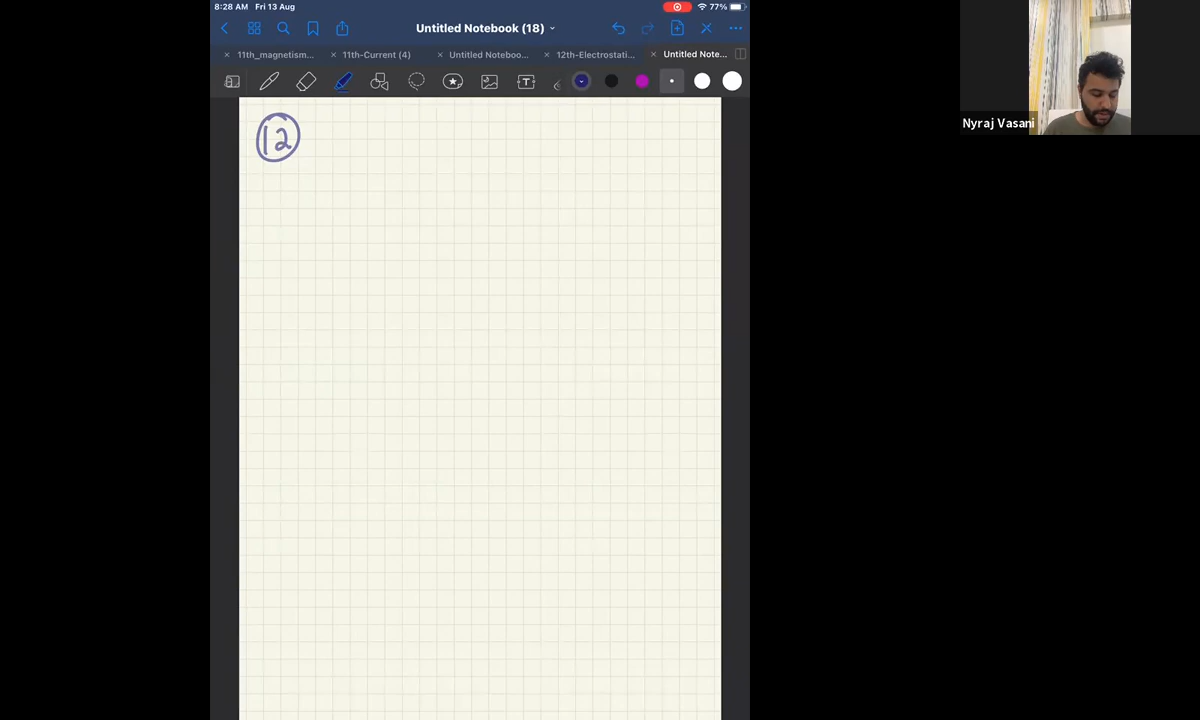 8:28 AM Fri 13 Aug
77%
Untitled Notebook (18)
11th_magnetism...
11th-Current (4)
Untitled Noteboo...
12th-Electrostati...
Untitled Note...
T
12
Nyraj Vasani